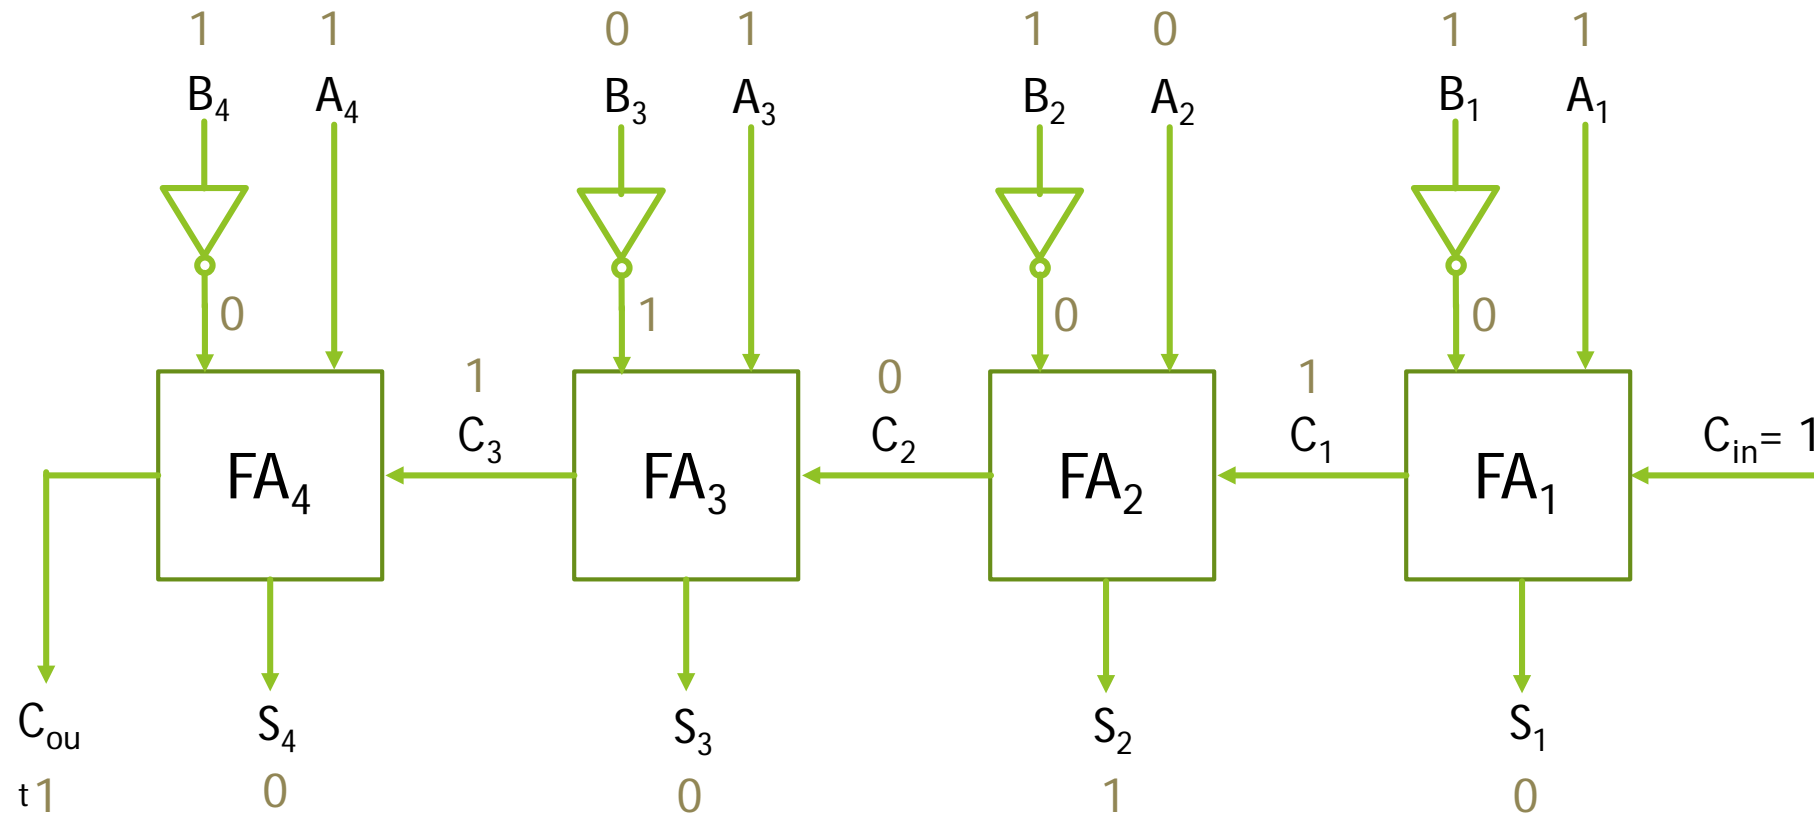 1 1 0 1 1 0 1 1
B4 A4 B3 A3 B2 A2 B1 A1
0 1 0 0
1 0 1
C3 C2 C1 Cin= 1
FA4 FA3 FA2 FA1
Cou S4 S3 S2 S1
t 1 0 0 1 0